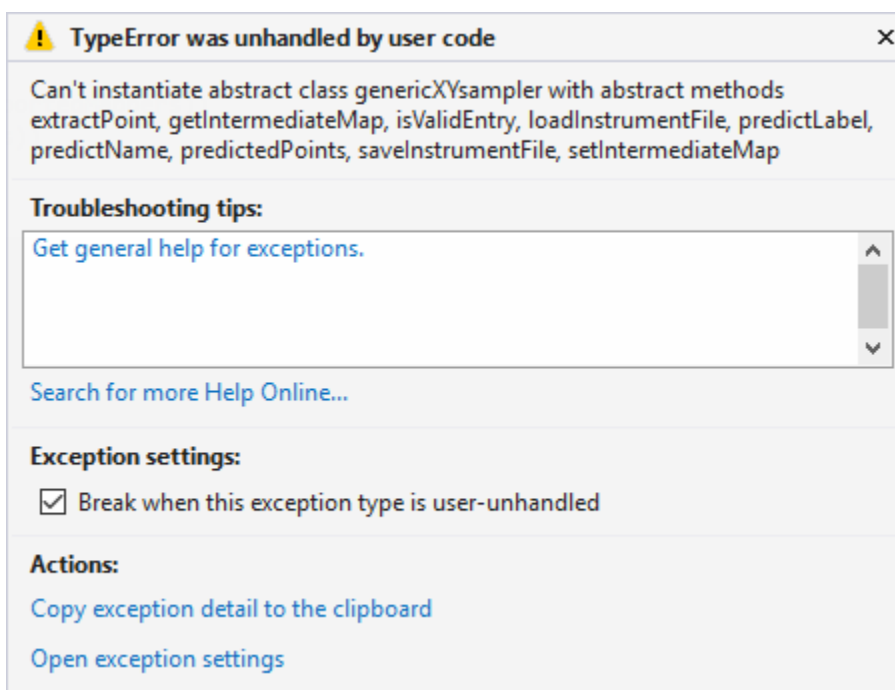 TypeError was unhandled by user code
Can't instantiate abstract class genericXYsampler with abstract methods
extractPoint, getIntermediateMap, isValidEntry, loadInstrumentFile, predictLabel,
predictName, predictedPoints, saveInstrumentFile, setIntermediateMap
Troubleshooting tips:
Get general help for exceptions.
Search for more Help Online...
Exception settings:
Break when this exception type is user-unhandled
Actions:
Copy exception detail to the clipboard
Open exception settings